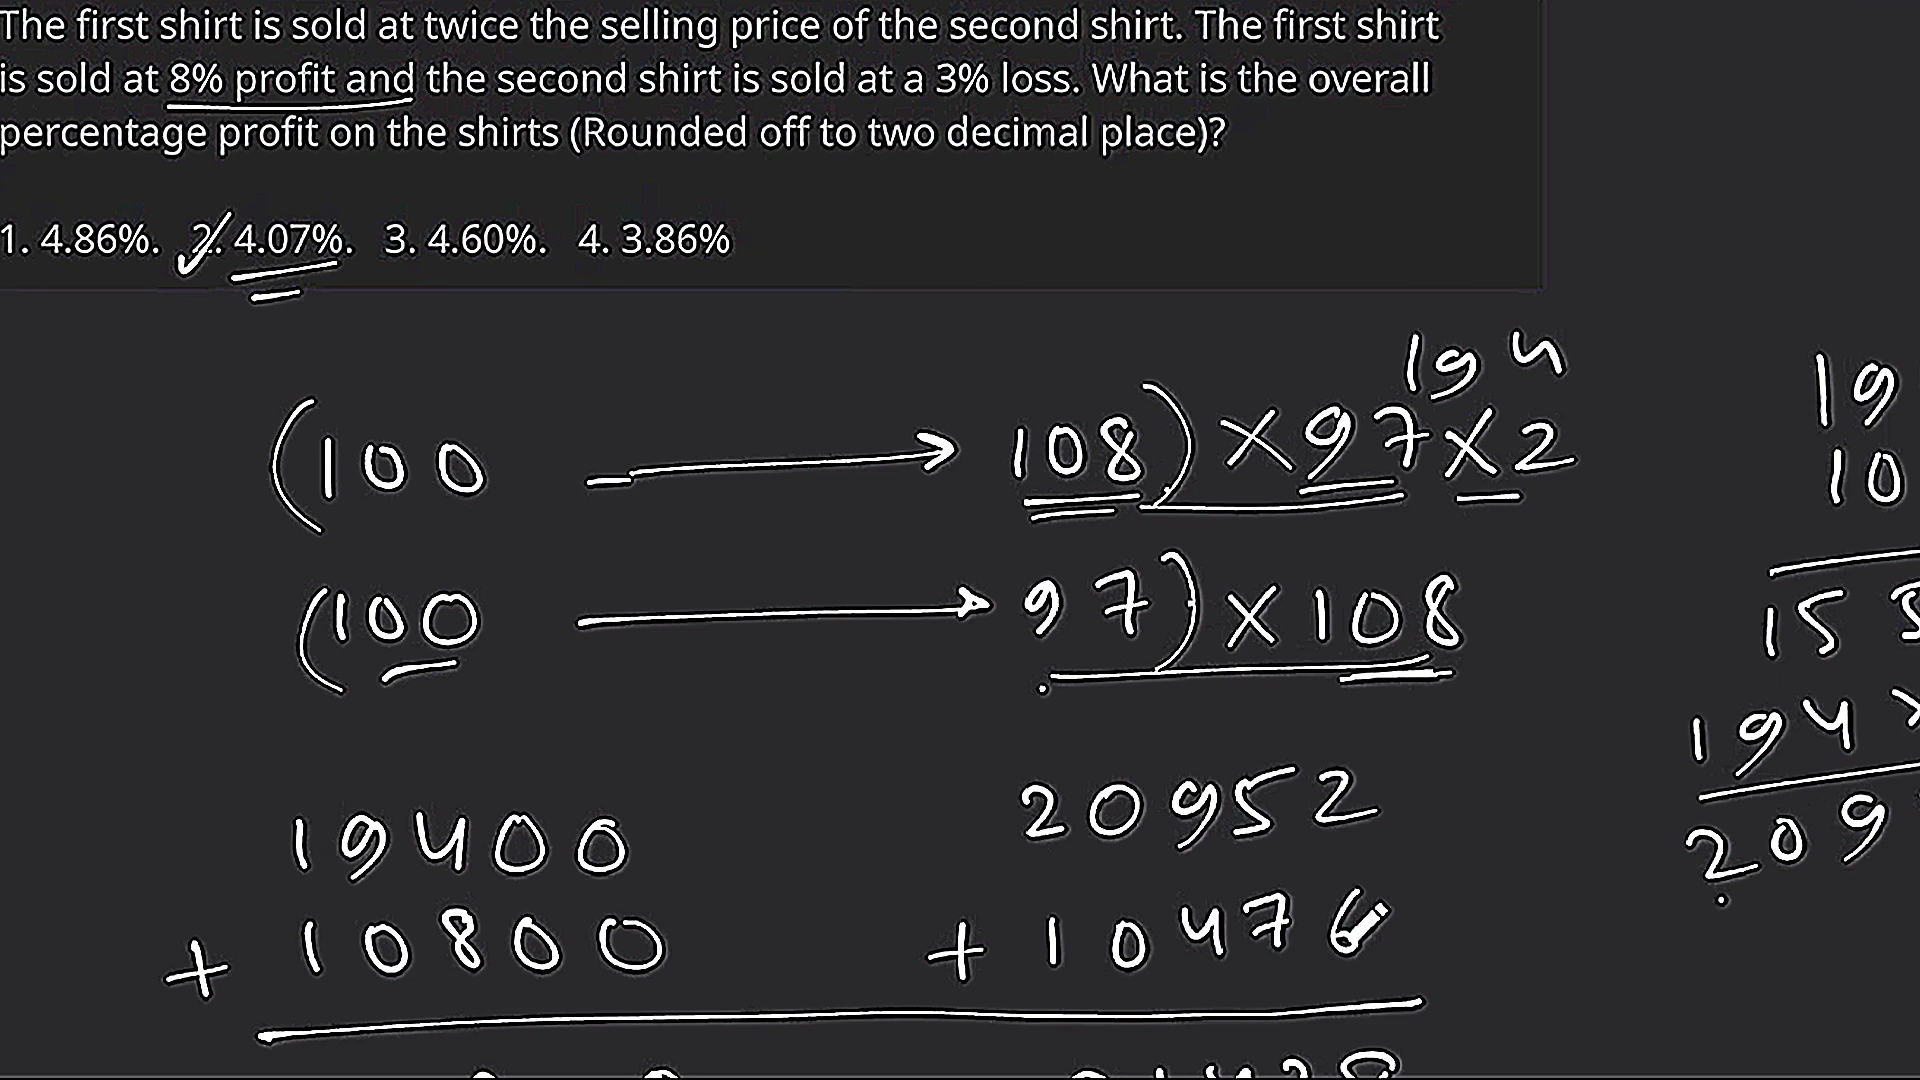 The first shirt is sold at twice the selling price of the second shirt. The first shirt
is sold at 8% profit and the second shirt is sold at a 3% loss. What is the overall
percentage profit on the shirts (Rounded off to two decimal place)?
1. 4.86%. 2. 4.07%. 3. 4.60%. 4. 3.86%
194
(100 → 108) × 97 × 2
(100 → 97) × 108
19400 20952
+ 10800 + 10476
19
10
15
194
209